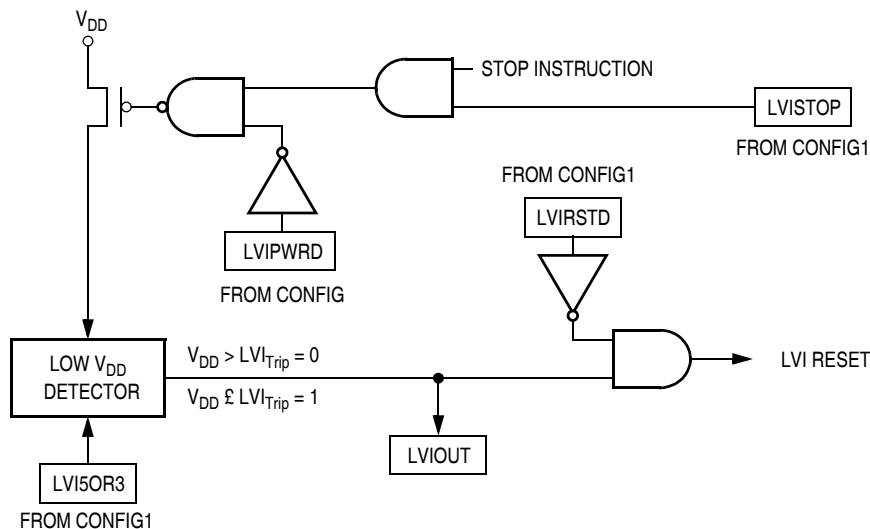 VDD
STOP INSTRUCTION
LVISTOP
FROM CONFIG1
FROM CONFIG1
LVIRSTD
LVIPWRD
FROM CONFIG
LOW VDD
DETECTOR
VDD > LVITrip = 0
VDD £ LVITrip = 1
LVI RESET
LVIOUT
LVI5OR3
FROM CONFIG1